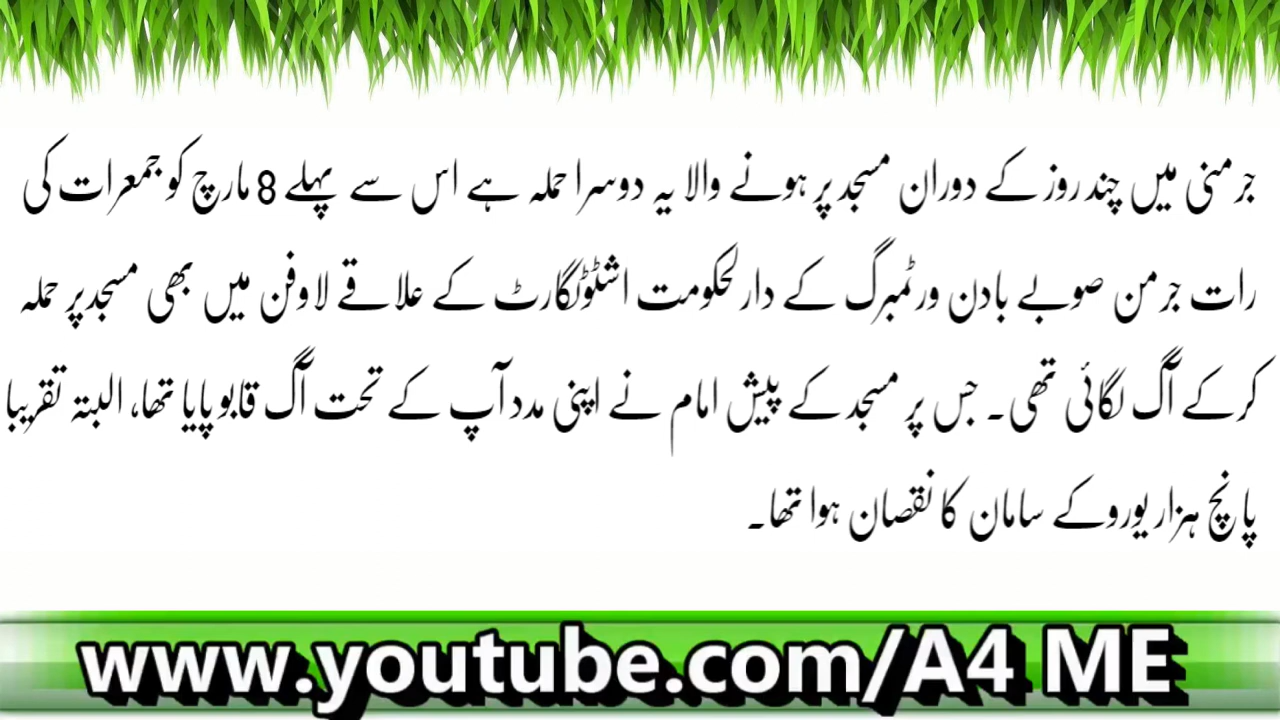 جرمنی میں چند روز کے دوران مسجد پر ہونے والا یہ دوسرا حملہ ہے اس سے پہلے 8 مارچ کو جمعرات کی
رات جرمن صوبے بادن ورٹمبرگ کے دارلحکومت اشٹوٹگارٹ کے علاقے لاوفن میں بھی مسجد پر حملہ
کرکے آگ لگائی تھی۔ جس پر مسجد کے پیش امام نے اپنی مدد آپ کے تحت آگ قابو پایا تھا، البتہ تقریبا
پانچ ہزار یورو کے سامان کا نقصان ہوا تھا۔
www.youtube.com/A4 ME